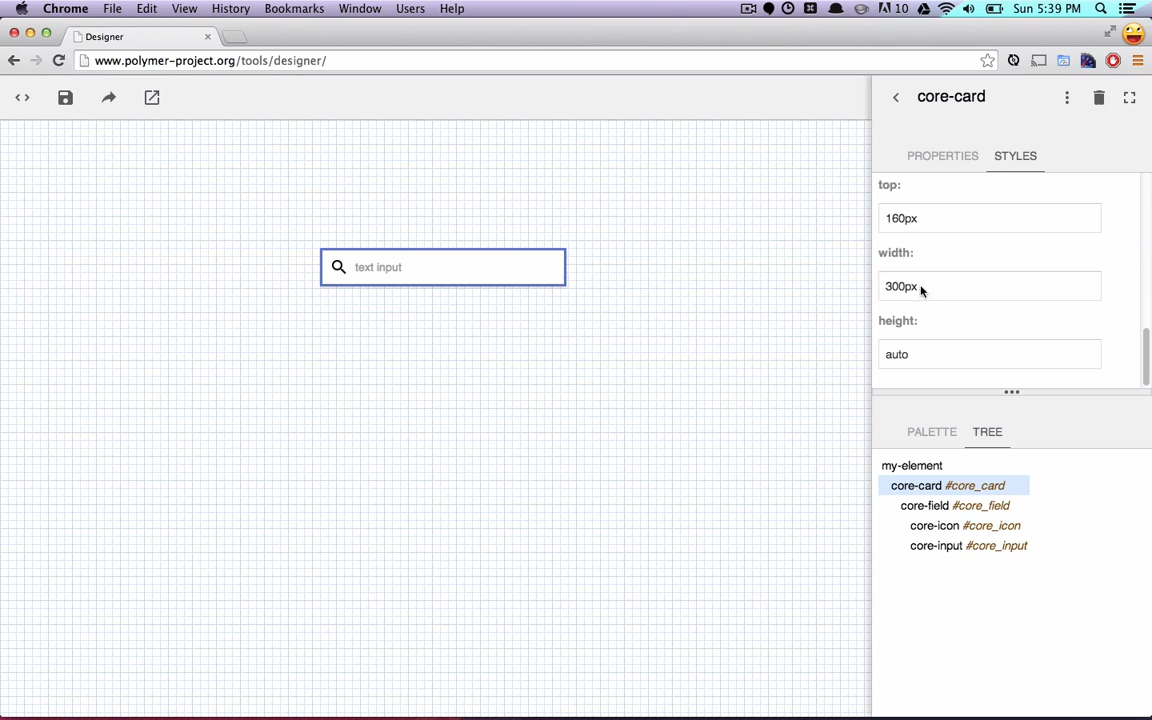 Chrome File Edit View History Bookmarks Window Users Help 10 Sun 5:39 PM
Designer
www.polymer-project.org/tools/designer/
core-card
PROPERTIES STYLES
top:
160px
width:
text input
300px
height:
auto
PALETTE TREE
my-element
core-card #core_card
core-field #core_field
core-icon #core_icon
core-input #core_input